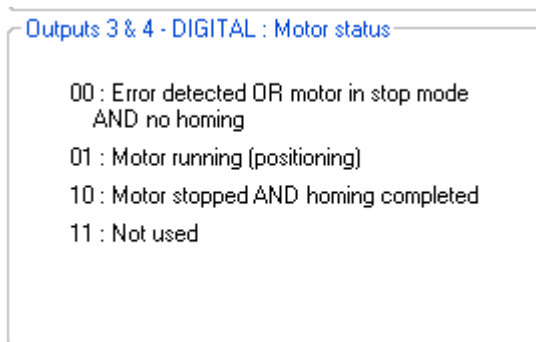 Outputs 3 & 4 - DIGITAL : Motor status
00 : Error detected OR motor in stop mode
AND no homing
01 : Motor running (positioning)
10 : Motor stopped AND homing completed
11 : Not used